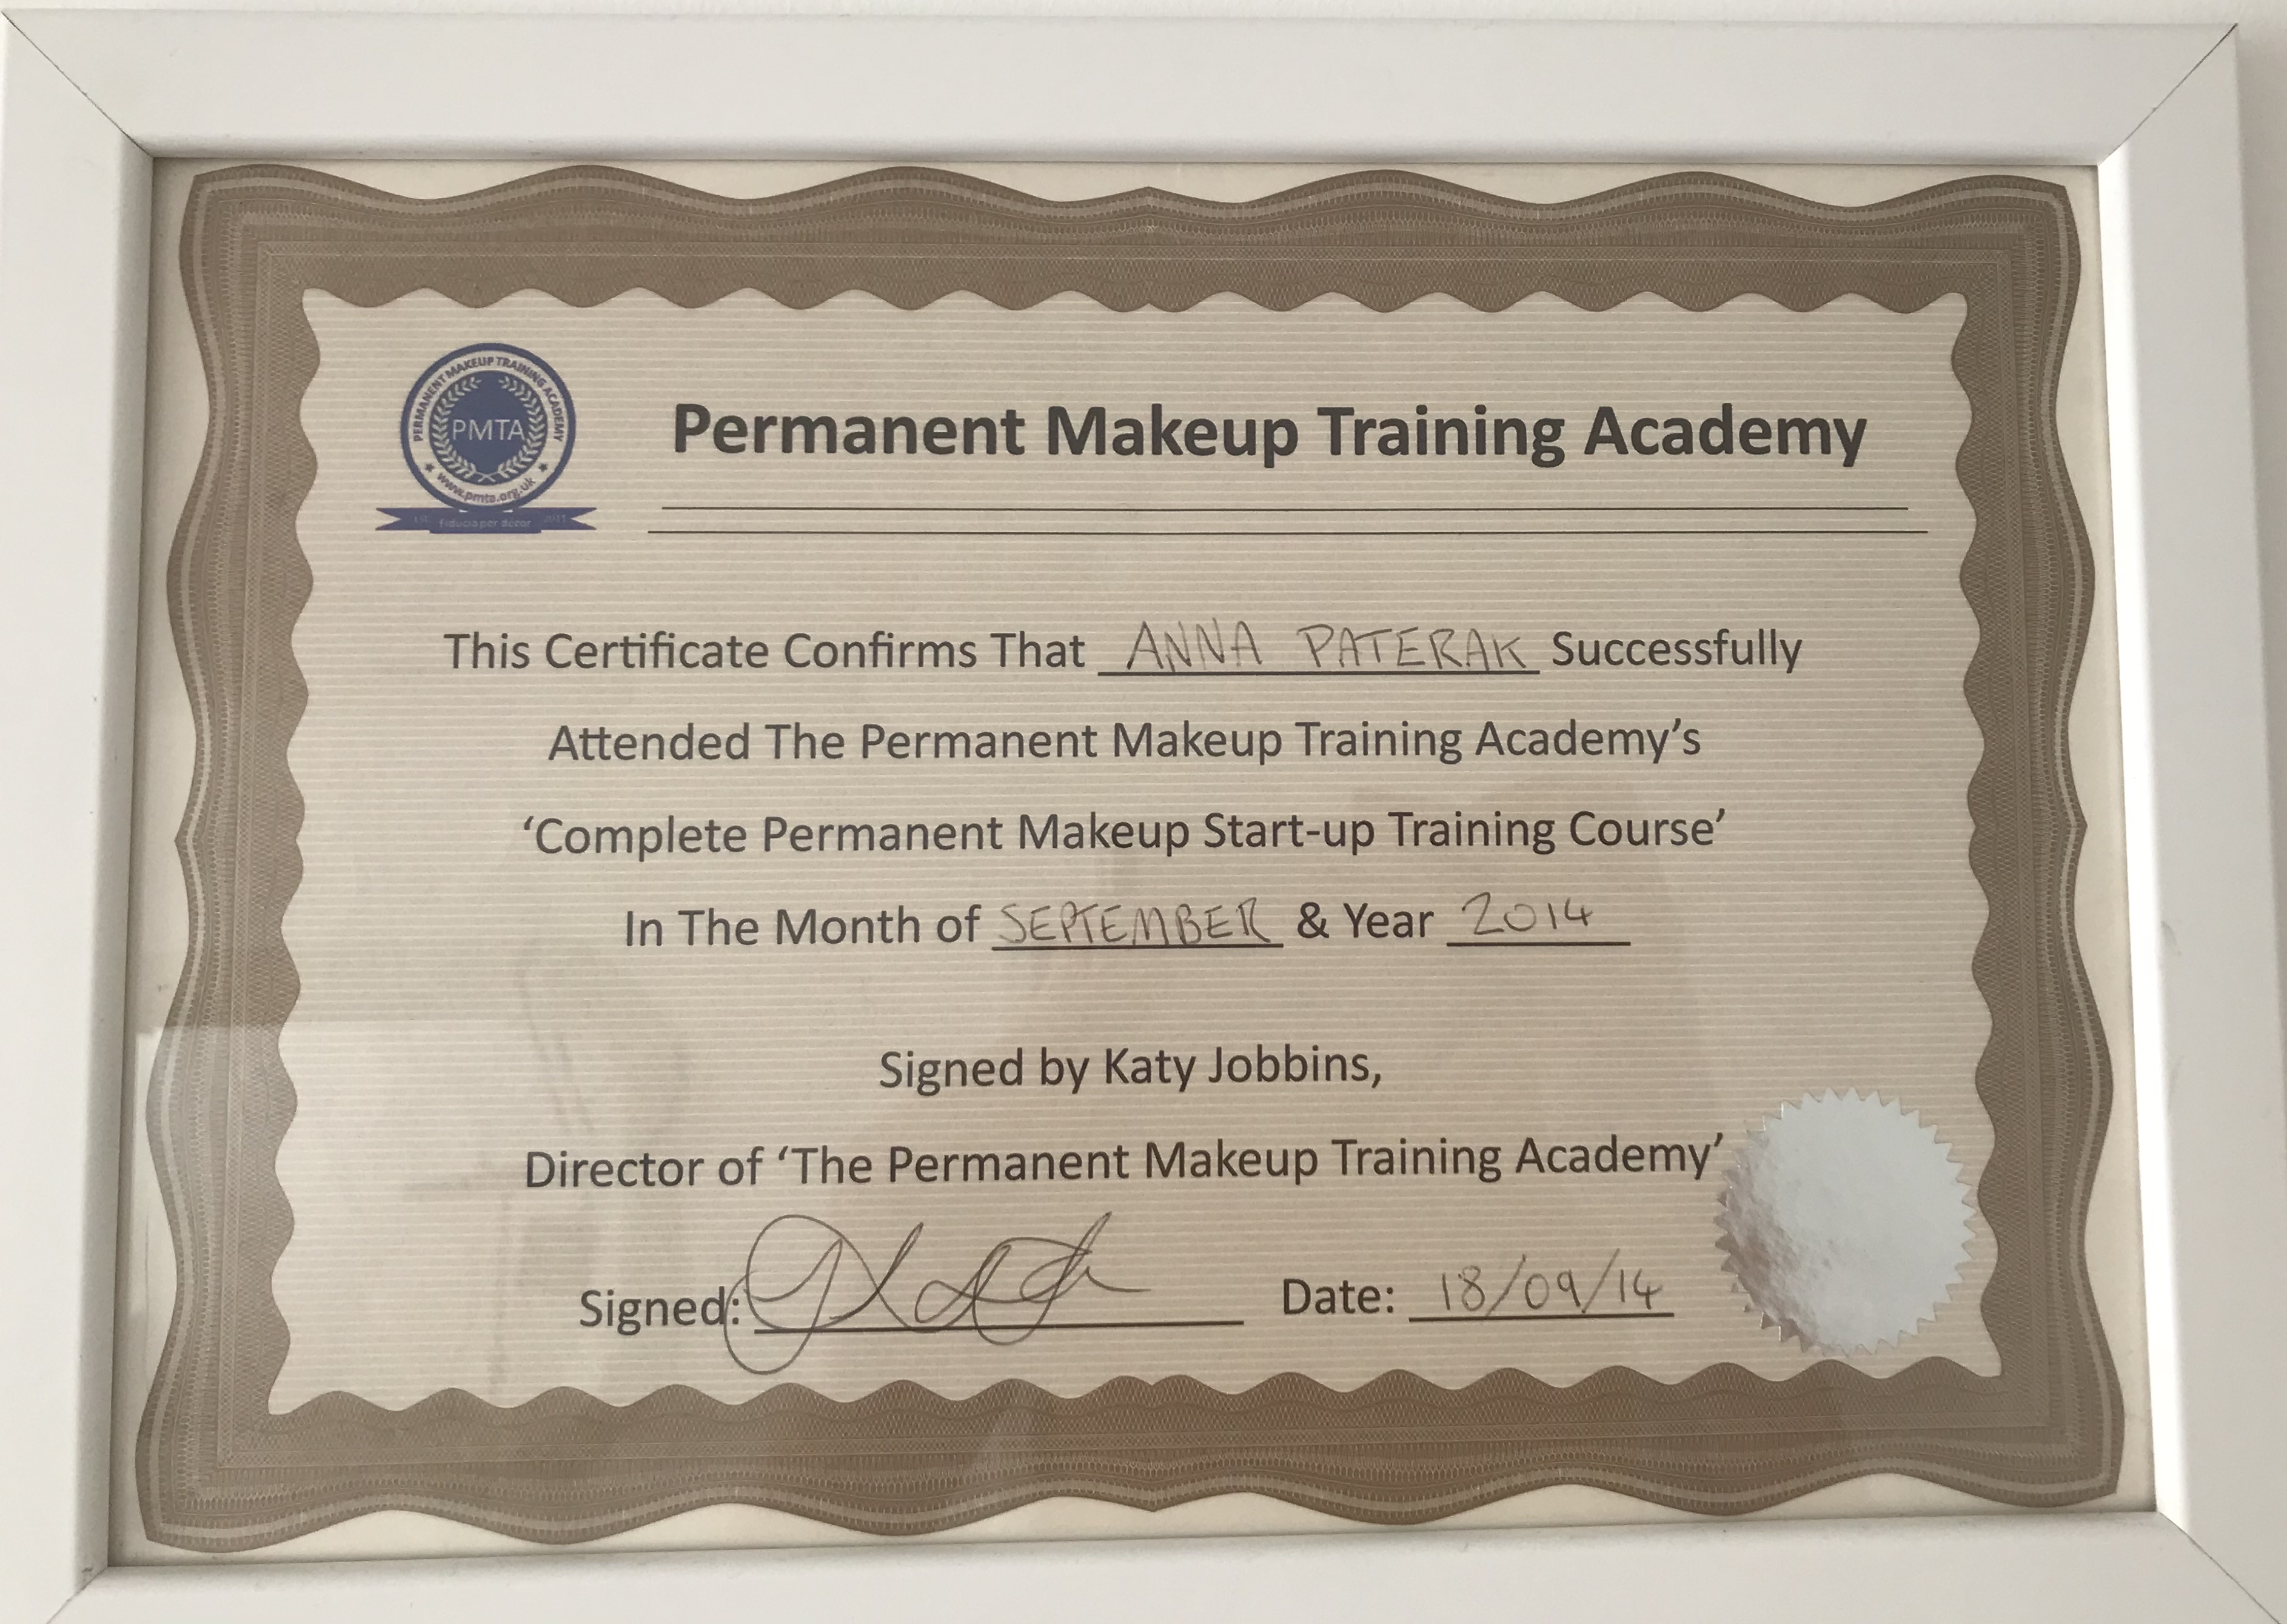 PERMANENT MAKEUP TRAINING ACADEMY
PMTA
www.pmta.org.uk
Fiducia per decor
Permanent Makeup Training Academy
This Certificate Confirms That ANNA PATERAK Successfully
Attended The Permanent Makeup Training Academy’s
‘Complete Permanent Makeup Start-up Training Course’
In The Month of SEPTEMBER & Year 2014
Signed by Katy Jobbins,
Director of ‘The Permanent Makeup Training Academy’
Signed: Date: 18/09/14